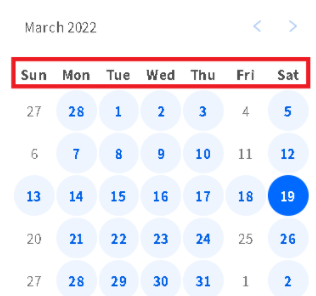 March 2022 < >
Sun Mon Tue Wed Thu Fri Sat
27 28 1 2 3 4 5
6 7 8 9 10 11 12
13 14 15 16 17 18 19
20 21 22 23 24 25 26
27 28 29 30 31 1 2